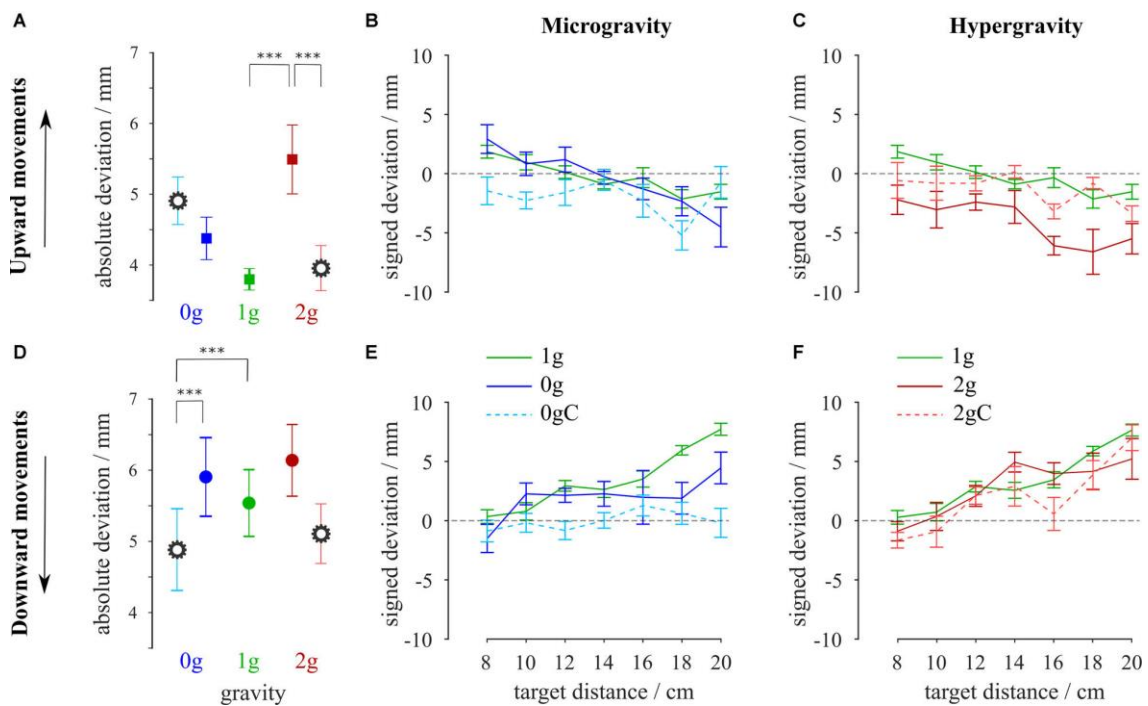 A
B
Microgravity
C
Hypergravity
Upward movements
absolute deviation / mm
7
6
5
4
***
***
0g
1g
2g
signed deviation / mm
10
5
0
-5
-10
signed deviation / mm
10
5
0
-5
-10
D
E
F
Downward movements
absolute deviation / mm
7
6
5
4
***
***
0g
1g
2g
gravity
1g
0g
0gC
signed deviation / mm
10
5
0
-5
-10
8 10 12 14 16 18 20
target distance / cm
1g
2g
2gC
signed deviation / mm
10
5
0
-5
-10
8 10 12 14 16 18 20
target distance / cm